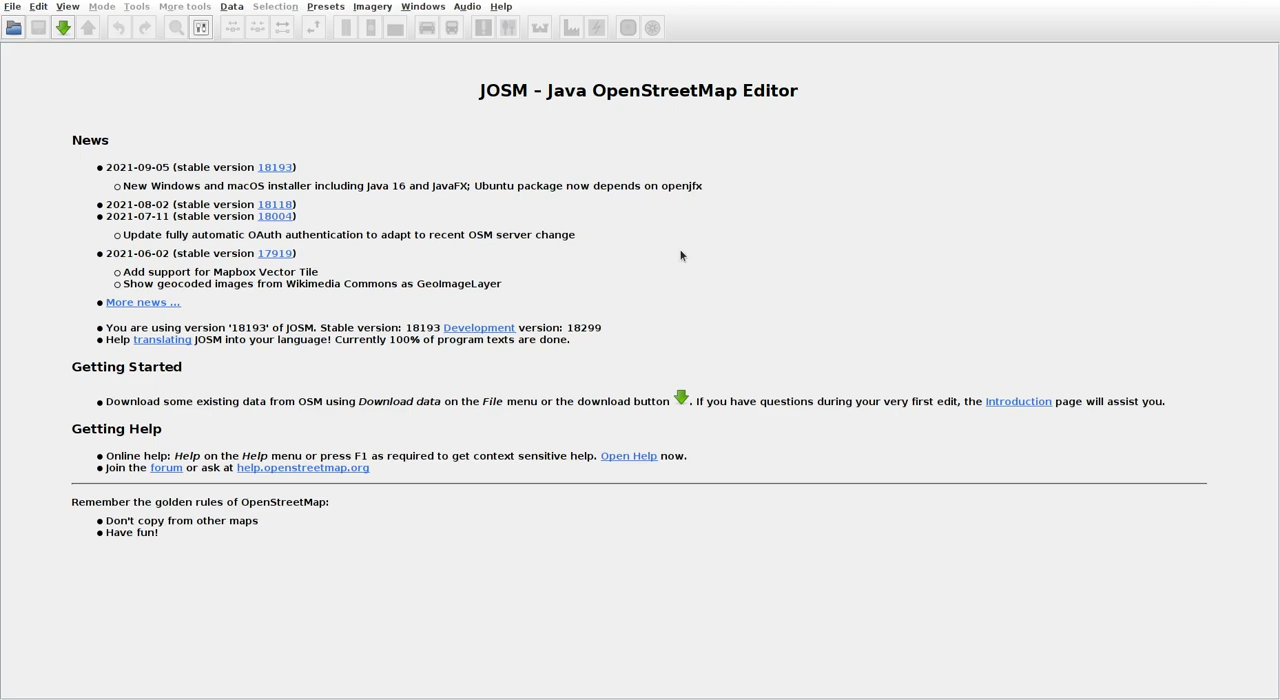 File Edit View Mode Tools More tools Data Selection Presets Imagery Windows Audio Help
JOSM – Java OpenStreetMap Editor
News
2021-09-05 (stable version 18193)
New Windows and macOS installer including Java 16 and JavaFX; Ubuntu package now depends on openjfx
2021-08-02 (stable version 18118)
2021-07-11 (stable version 18004)
Update fully automatic OAuth authentication to adapt to recent OSM server change
2021-06-02 (stable version 17919)
Add support for Mapbox Vector Tile
Show geocoded images from Wikimedia Commons as GeoImageLayer
More news ...
You are using version '18193' of JOSM. Stable version: 18193 Development version: 18299
Help translating JOSM into your language! Currently 100% of program texts are done.
Getting Started
Download some existing data from OSM using Download data on the File menu or the download button . If you have questions during your very first edit, the Introduction page will assist you.
Getting Help
Online help: Help on the Help menu or press F1 as required to get context sensitive help. Open Help now.
Join the forum or ask at help.openstreetmap.org
Remember the golden rules of OpenStreetMap:
Don't copy from other maps
Have fun!